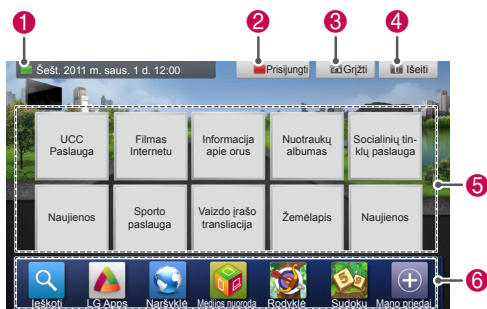 1
2
3
4
Šešt. 2011 m. saus. 1 d. 12:00
Prisijungti
Grįžti
Išeiti
UCC
Paslauga
Filmas
Internetu
Informacija
apie orus
Nuotraukų
albumas
Socialinių tin-
klų paslauga
5
Naujienos
Sporto
paslauga
Vaizdo įrašo
transliacija
Žemėlapis
Naujienos
6
Ieškoti
LG Apps
Naršyklė
Medijos nuoroda
Rodyklė
Sudoku
Mano priedai